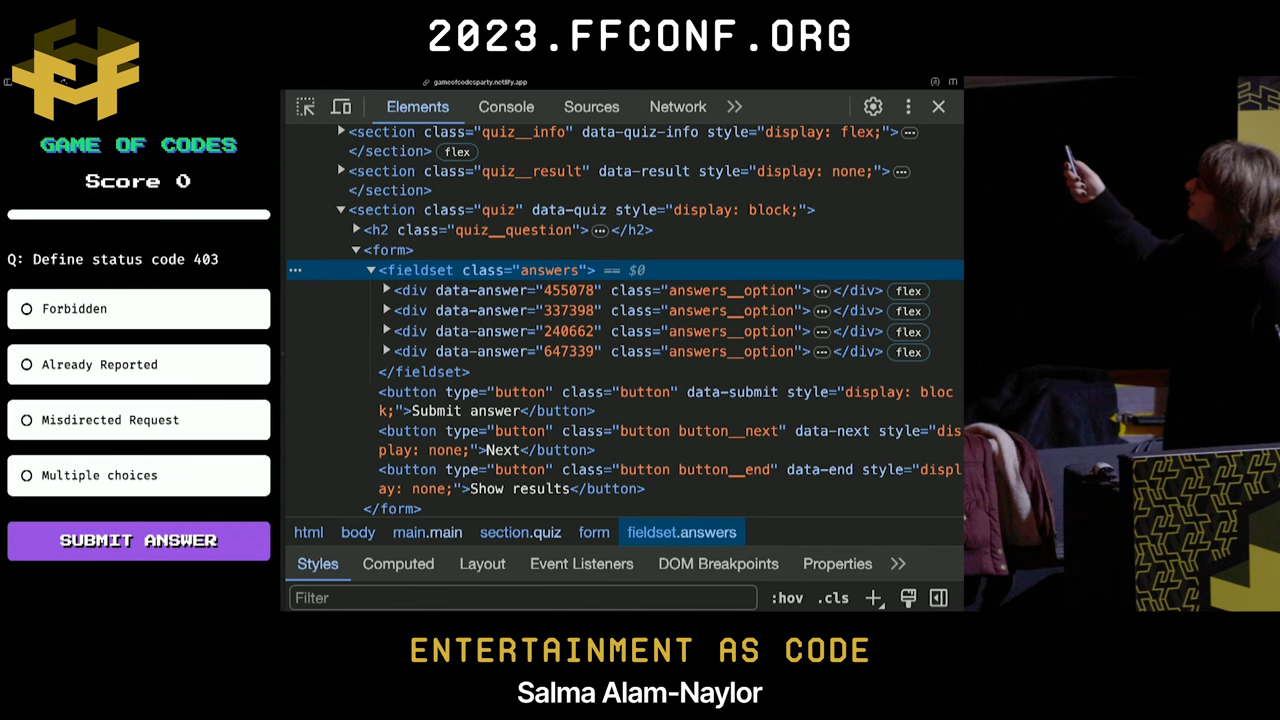 2023.FFCONF.ORG
FF
gameofcodesparty.netlify.app
GAME OF CODES
Score 0
Q: Define status code 403
Forbidden
Already Reported
Misdirected Request
Multiple choices
SUBMIT ANSWER
Elements Console Sources Network
<section class="quiz__info" data-quiz-info style="display: flex;">…
</section> flex
<section class="quiz__result" data-result style="display: none;">…
</section>
<section class="quiz" data-quiz style="display: block;">
<h2 class="quiz__question">…</h2>
<form>
… <fieldset class="answers"> == $0
<div data-answer="455078" class="answers__option">…</div> flex
<div data-answer="337398" class="answers__option">…</div> flex
<div data-answer="240662" class="answers__option">…</div> flex
<div data-answer="647339" class="answers__option">…</div> flex
</fieldset>
<button type="button" class="button" data-submit style="display: bloc
k;">Submit answer</button>
<button type="button" class="button button__next" data-next style="dis
play: none;">Next</button>
<button type="button" class="button button__end" data-end style="displ
ay: none;">Show results</button>
</form>
html body main.main section.quiz form fieldset.answers
Styles Computed Layout Event Listeners DOM Breakpoints Properties
Filter :hov .cls
ENTERTAINMENT AS CODE
Salma Alam-Naylor